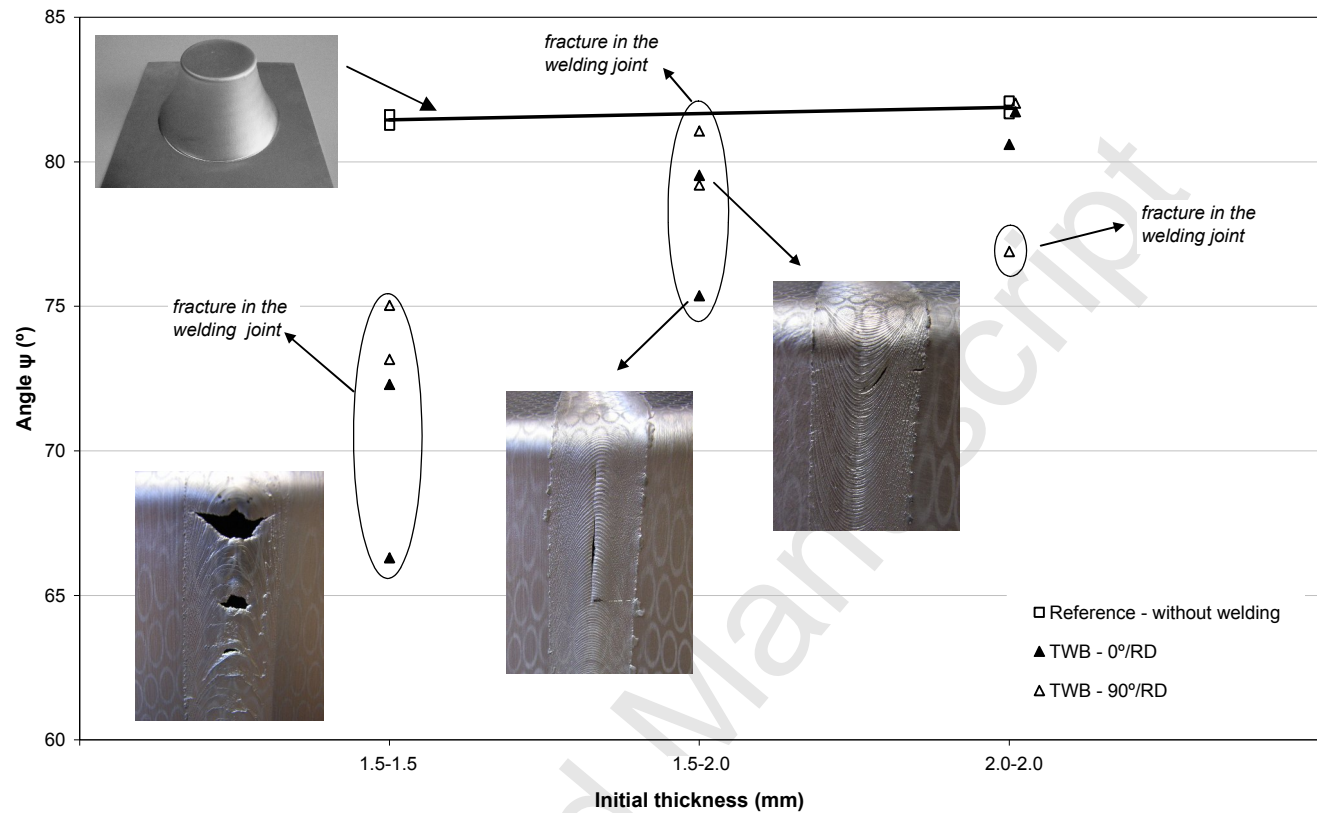 85
80
75
70
65
60
Angle ψ (º)
fracture in the
welding joint
fracture in the
welding joint
fracture in the
welding joint
Reference - without welding
TWB - 0º/RD
TWB - 90º/RD
1.5-1.5
1.5-2.0
2.0-2.0
Initial thickness (mm)
d Manuscript